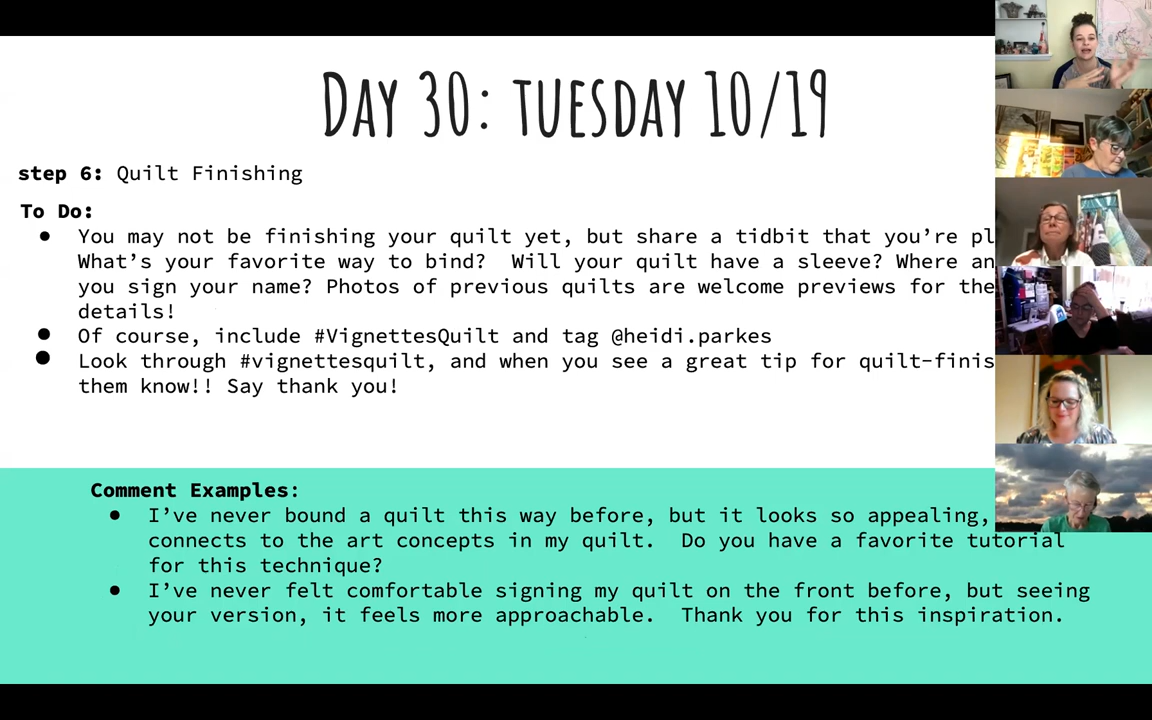 Day 30: Tuesday 10/19
step 6: Quilt Finishing
To Do:
● You may not be finishing your quilt yet, but share a tidbit that you’re pl
What’s your favorite way to bind?  Will your quilt have a sleeve? Where an
you sign your name? Photos of previous quilts are welcome previews for the
details!
● Of course, include #VignettesQuilt and tag @heidi.parkes
● Look through #vignettesquilt, and when you see a great tip for quilt-finis
them know!! Say thank you!
Comment Examples:
● I’ve never bound a quilt this way before, but it looks so appealing,
connects to the art concepts in my quilt.  Do you have a favorite tutorial
for this technique?
● I’ve never felt comfortable signing my quilt on the front before, but seeing
your version, it feels more approachable.  Thank you for this inspiration.